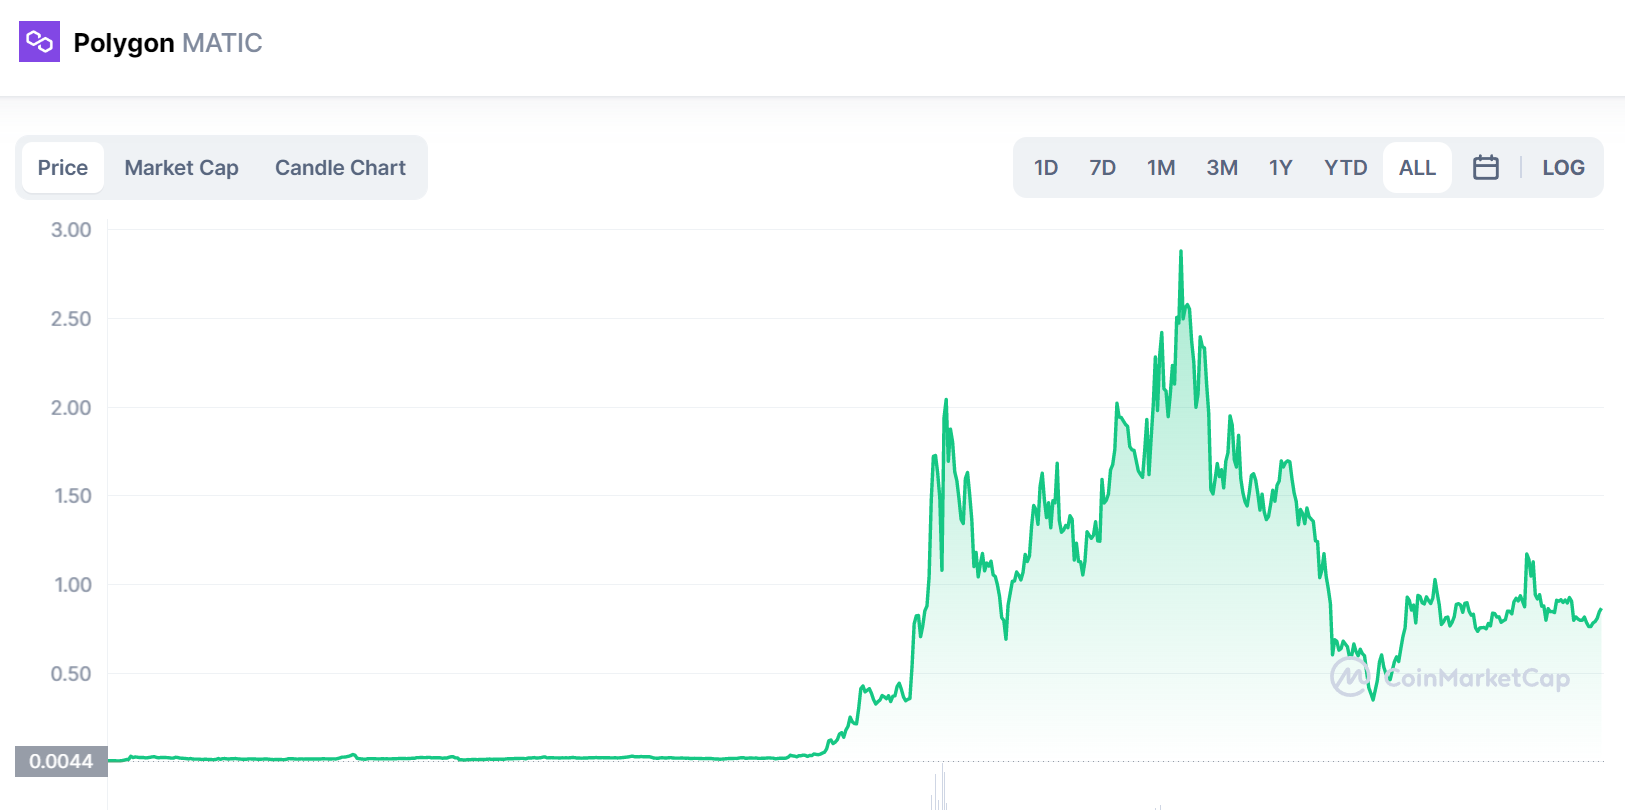 Polygon MATIC
Price Market Cap Candle Chart 1D 7D 1M 3M 1Y YTD ALL LOG
3.00
2.50
2.00
1.50
1.00
0.50
CoinMarketCap
0.0044